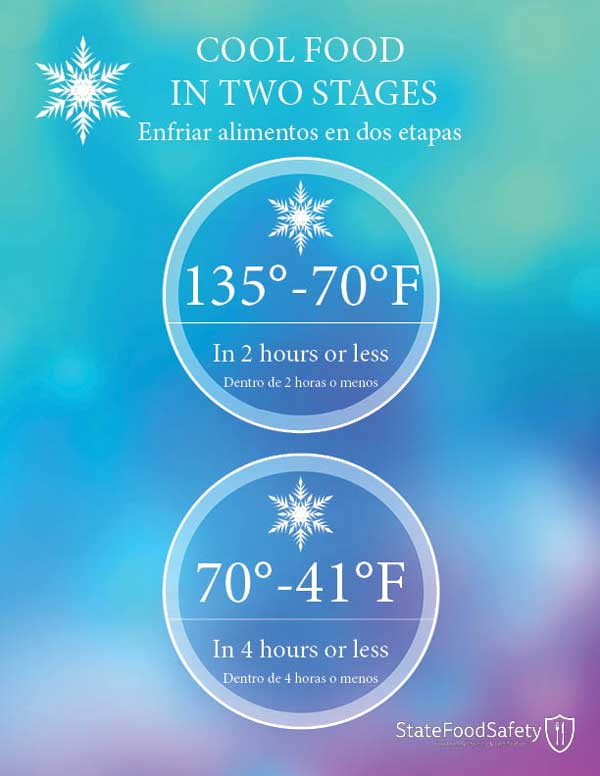 COOL FOOD
IN TWO STAGES
Enfriar alimentos en dos etapas
135°-70°F
In 2 hours or less
Dentro de 2 horas o menos
70°-41°F
In 4 hours or less
Dentro de 4 horas o menos
StateFoodSafety